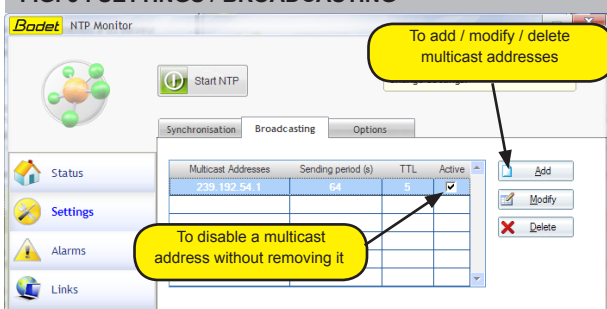 Bodet NTP Monitor
To add / modify / delete
multicast addresses
Start NTP
Synchronisation Broadcasting Options
Multicast Addresses Sending period (s) TTL Active
239.192.54.1 64 5
Add
Modify
Delete
Status
Settings
Alarms
Links
To disable a multicast
address without removing it